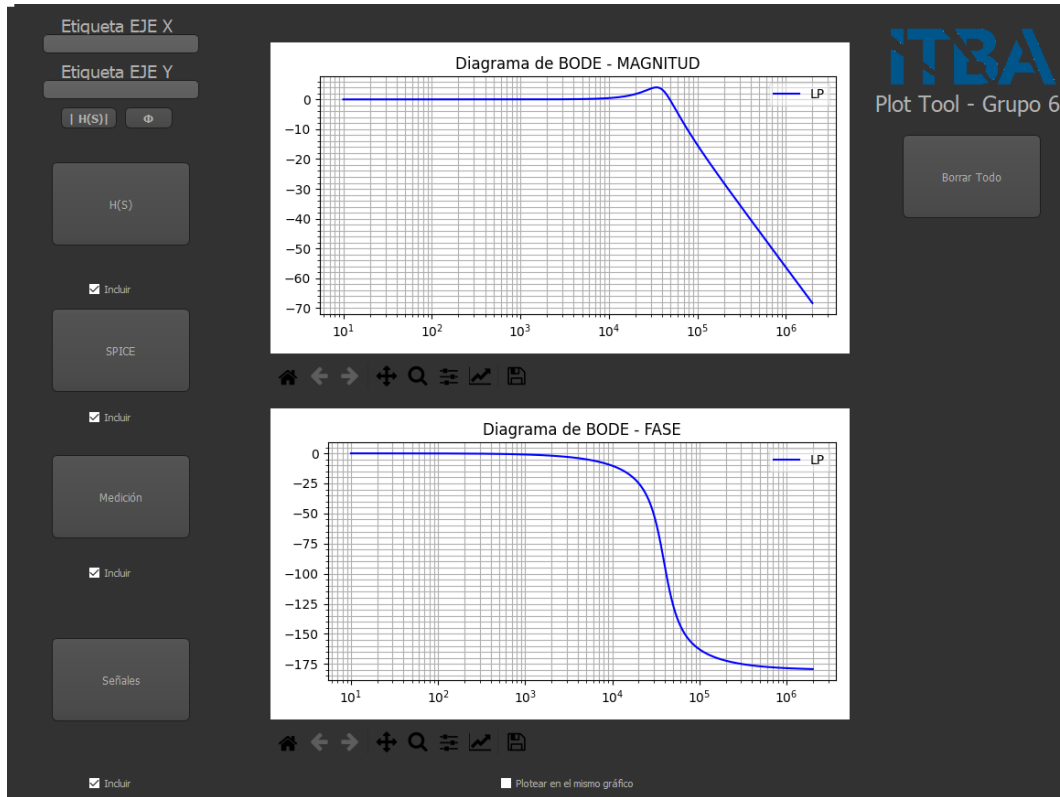 Etiqueta EJE X
Etiqueta EJE Y
| H(S)| Φ
H(S)
Incluir
SPICE
Incluir
Medición
Incluir
Señales
Incluir
Diagrama de BODE - MAGNITUD
LP
0
−10
−20
−30
−40
−50
−60
−70
10¹ 10² 10³ 10⁴ 10⁵ 10⁶
Diagrama de BODE - FASE
LP
0
−25
−50
−75
−100
−125
−150
−175
10¹ 10² 10³ 10⁴ 10⁵ 10⁶
Plotear en el mismo gráfico
iTBA
Plot Tool - Grupo 6
Borrar Todo